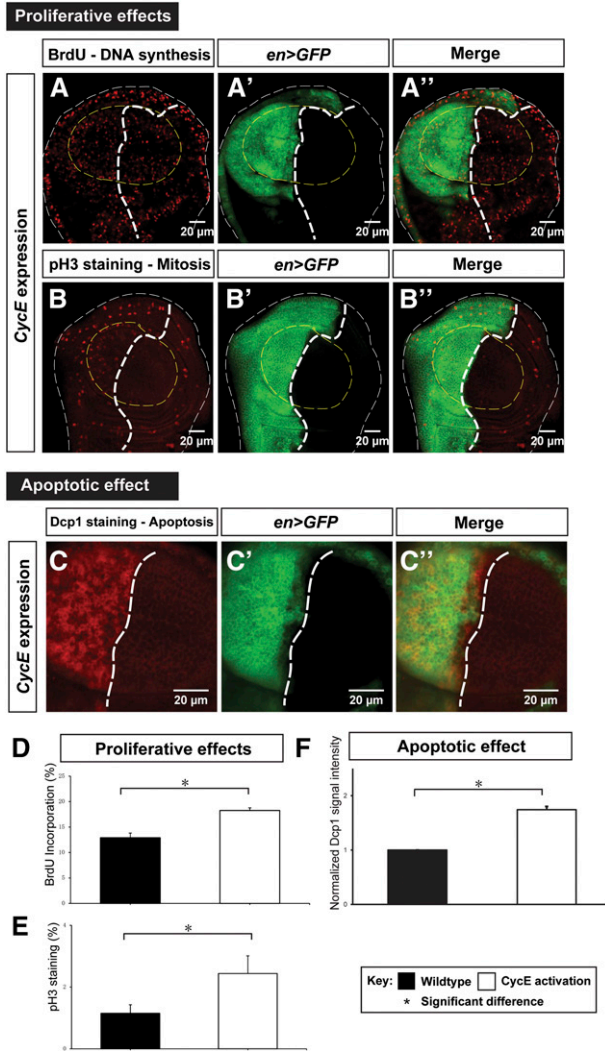 Proliferative effects
BrdU - DNA synthesis
en>GFP
Merge
CycE expression
A
A'
A''
20 µm
20 µm
20 µm
pH3 staining - Mitosis
en>GFP
Merge
B
B'
B''
20 µm
20 µm
20 µm
Apoptotic effect
Dcp1 staining - Apoptosis
en>GFP
Merge
CycE expression
C
C'
C''
20 µm
20 µm
20 µm
D
Proliferative effects
BrdU Incorporation (%)
25
20
15
10
5
0
*
F
Apoptotic effect
Normalized Dcp1 signal intensity
2
1
0
*
E
pH3 staining (%)
4
2
0
*
Key: Wildtype CycE activation
* Significant difference